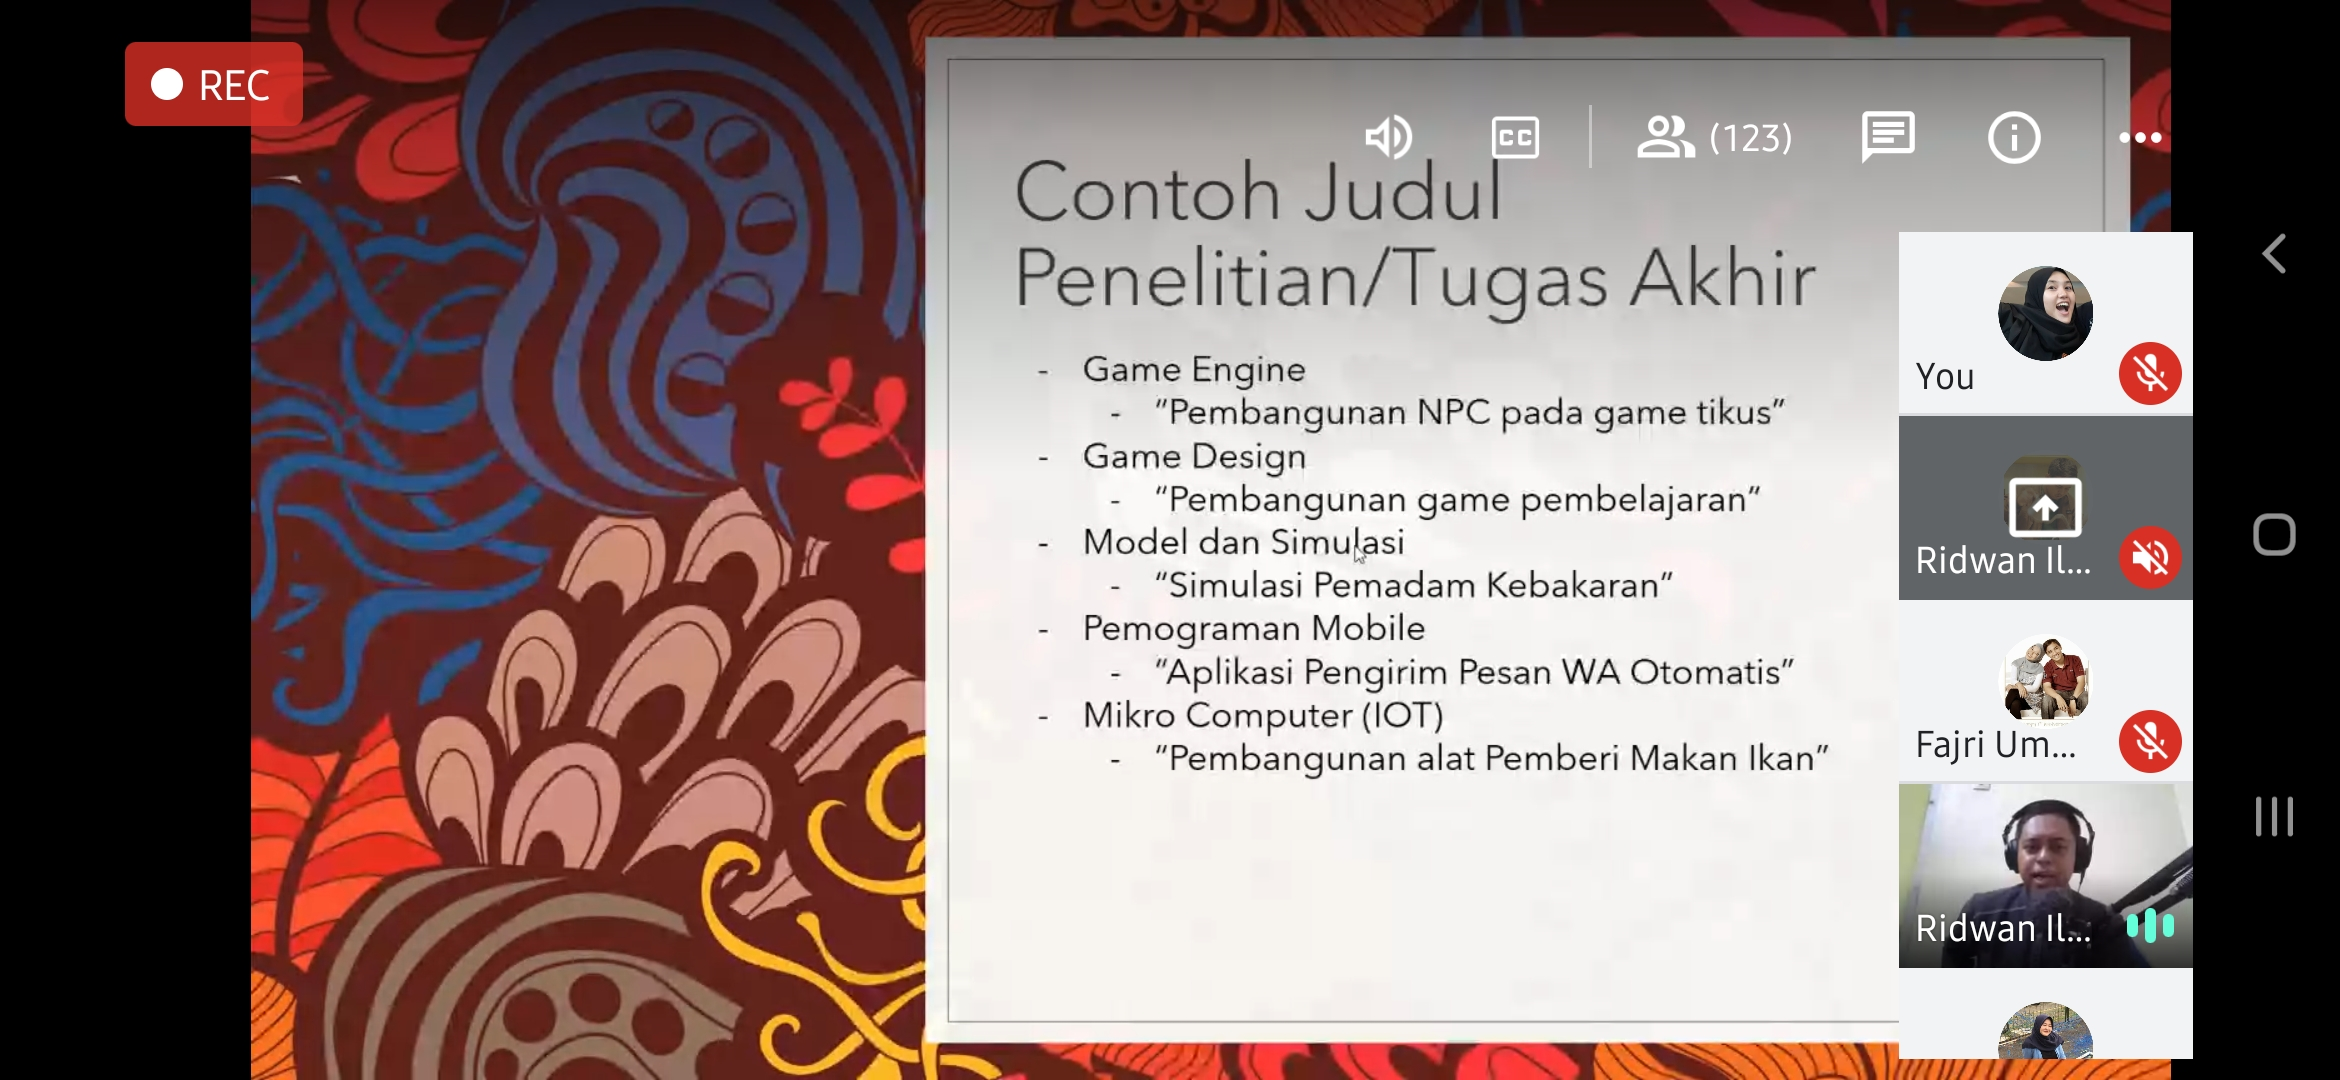 REC
CC
(123)
Contoh Judul
Penelitian/Tugas Akhir
- Game Engine
- "Pembangunan NPC pada game tikus"
- Game Design
- "Pembangunan game pembelajaran"
- Model dan Simulasi
- "Simulasi Pemadam Kebakaran"
- Pemograman Mobile
- "Aplikasi Pengirim Pesan WA Otomatis"
- Mikro Computer (IOT)
- "Pembangunan alat Pemberi Makan Ikan"
You
Ridwan Il...
Fajri Um...
Ridwan Il...